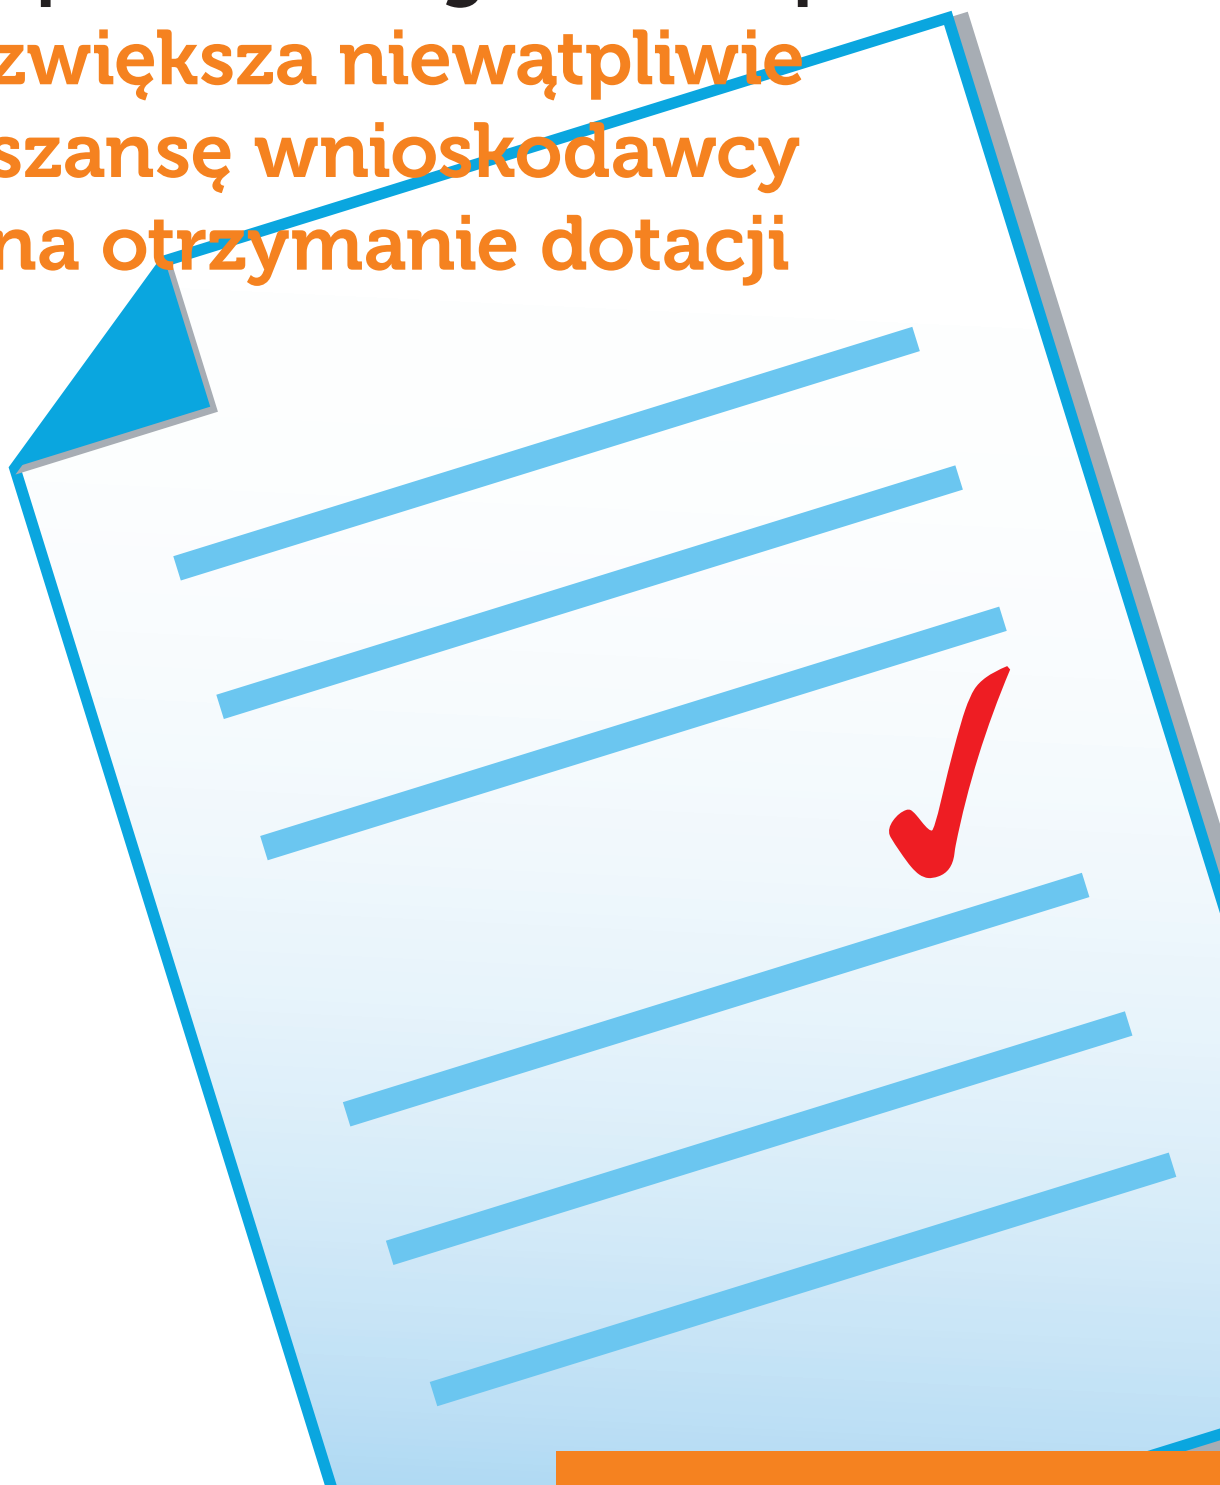 zwiększa niewątpliwie
szansę wnioskodawcy
na otrzymanie dotacji